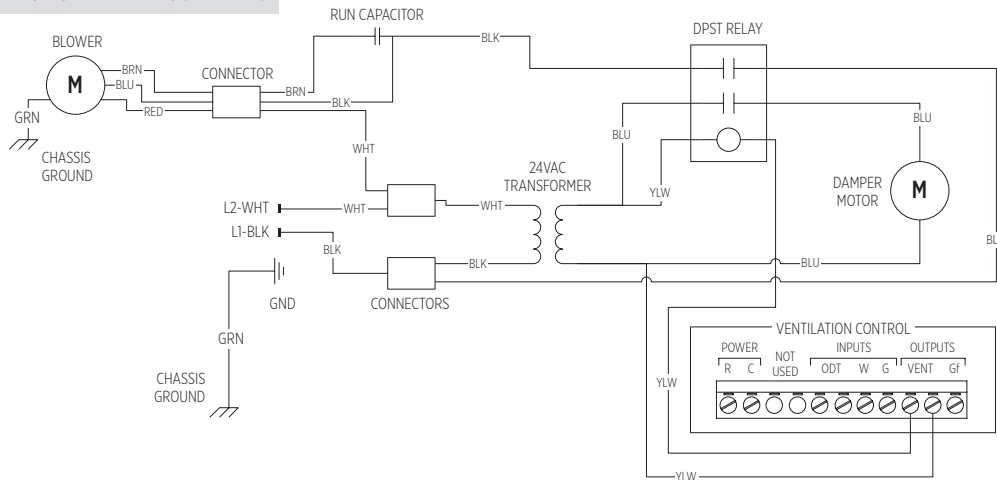 RUN CAPACITOR
DPST RELAY
BLOWER
M
BRN
BLU
RED
GRN
CHASSIS
GROUND
CONNECTOR
BRN
BLK
BLK
WHT
BLU
YLW
BLU
24VAC
TRANSFORMER
DAMPER
MOTOR
M
L2-WHT
WHT
WHT
L1-BLK
BLK
BLK
BLU
GND
CONNECTORS
GRN
CHASSIS
GROUND
YLW
VENTILATION CONTROL
POWER
NOT
USED
INPUTS
OUTPUTS
R C ODT W G VENT Gf
YLW